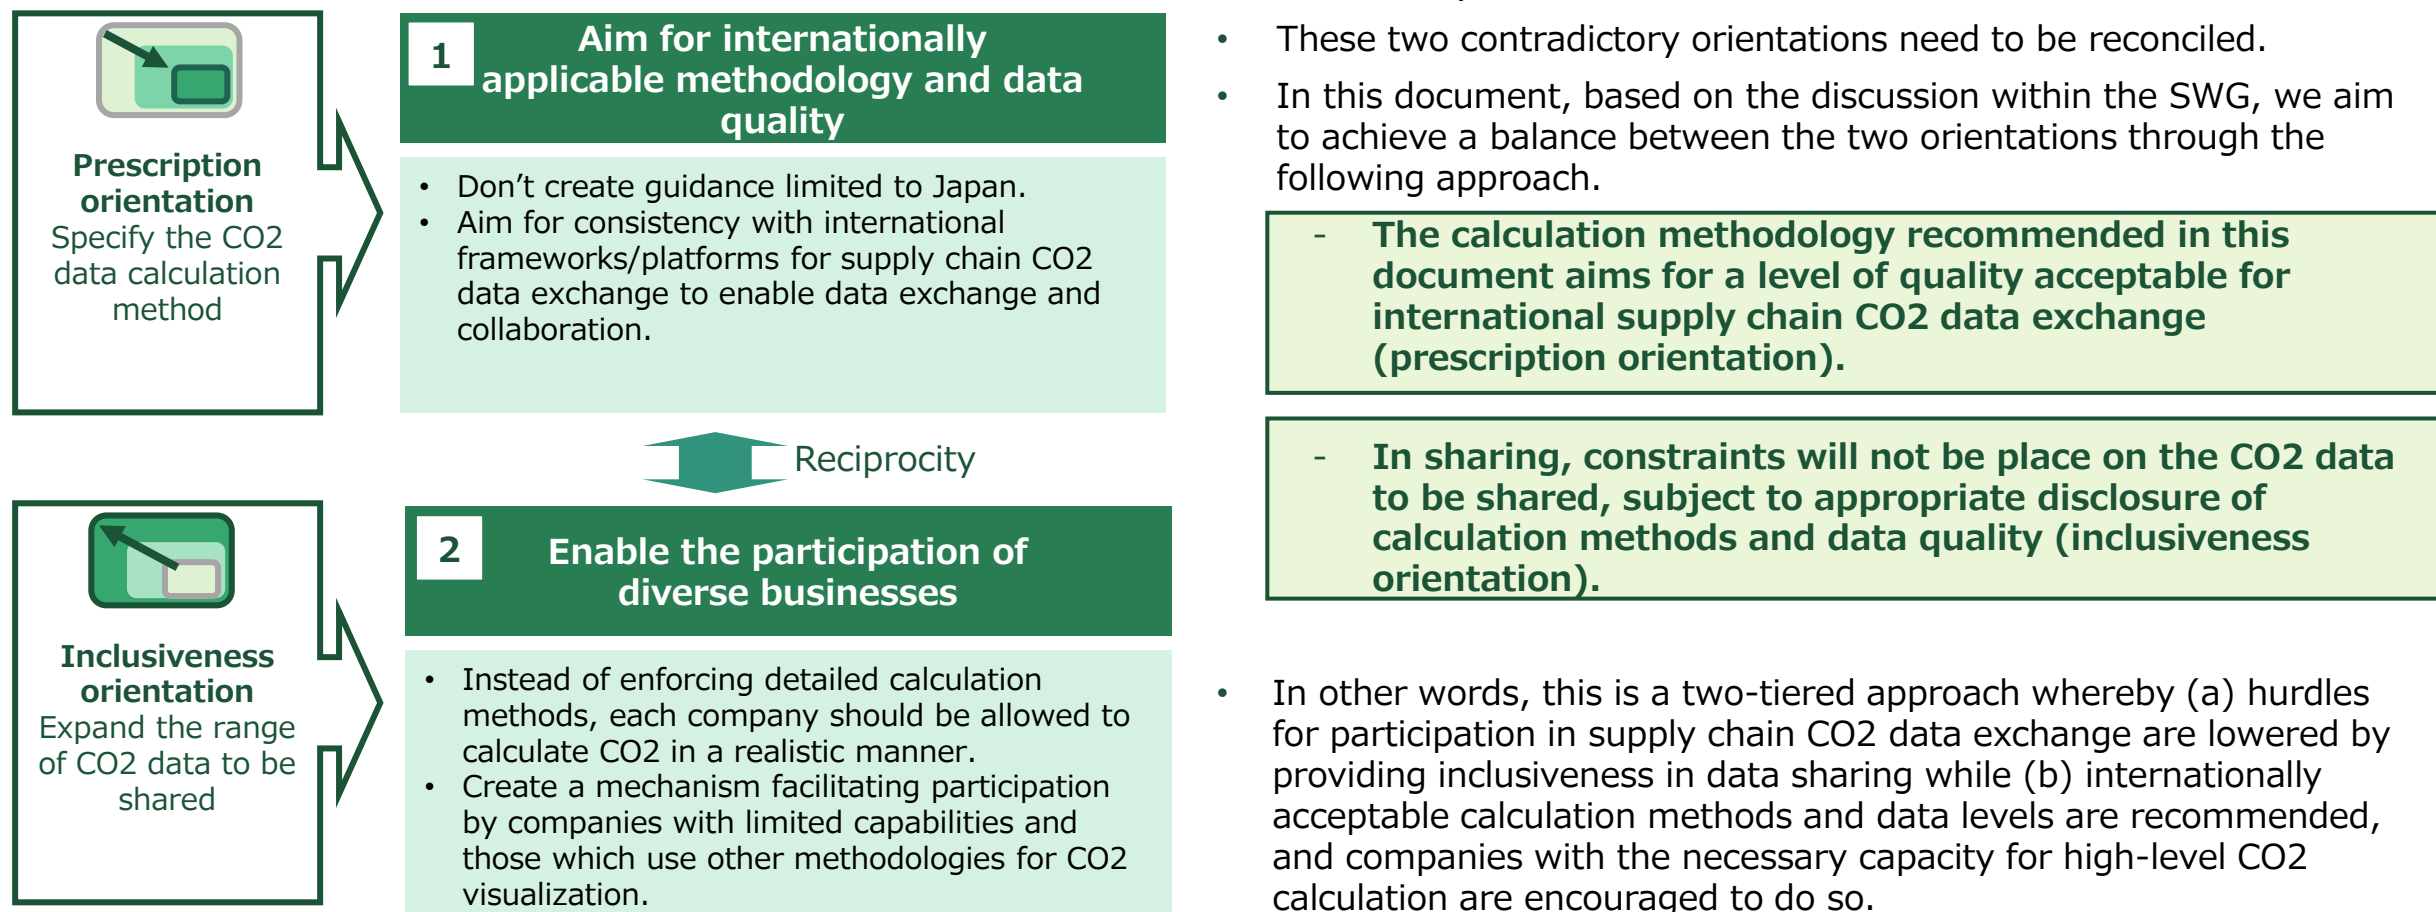 Prescription
orientation
Specify the CO2
data calculation
method
1
Aim for internationally
applicable methodology and data
quality
• Don’t create guidance limited to Japan.
• Aim for consistency with international
frameworks/platforms for supply chain CO2
data exchange to enable data exchange and
collaboration.
Reciprocity
Inclusiveness
orientation
Expand the range
of CO2 data to be
shared
2
Enable the participation of
diverse businesses
• Instead of enforcing detailed calculation
methods, each company should be allowed to
calculate CO2 in a realistic manner.
• Create a mechanism facilitating participation
by companies with limited capabilities and
those which use other methodologies for CO2
visualization.
• These two contradictory orientations need to be reconciled.
• In this document, based on the discussion within the SWG, we aim
to achieve a balance between the two orientations through the
following approach.
- The calculation methodology recommended in this
document aims for a level of quality acceptable for
international supply chain CO2 data exchange
(prescription orientation).
- In sharing, constraints will not be place on the CO2 data
to be shared, subject to appropriate disclosure of
calculation methods and data quality (inclusiveness
orientation).
• In other words, this is a two-tiered approach whereby (a) hurdles
for participation in supply chain CO2 data exchange are lowered by
providing inclusiveness in data sharing while (b) internationally
acceptable calculation methods and data levels are recommended,
and companies with the necessary capacity for high-level CO2
calculation are encouraged to do so.